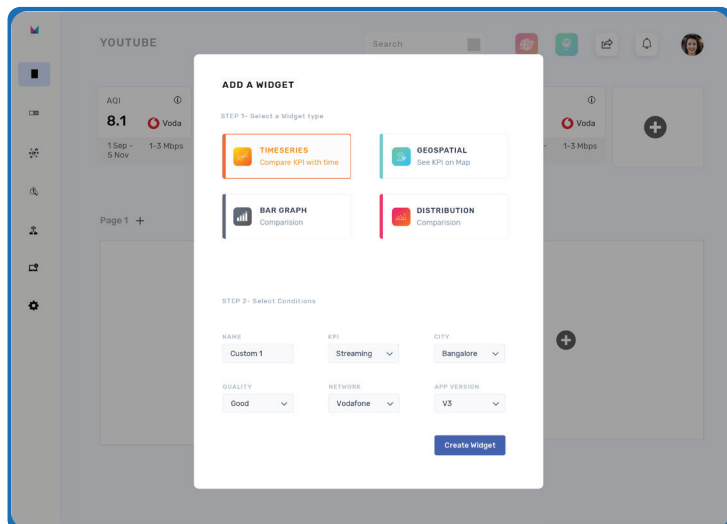 YOUTUBE
Search
AQI
8.1 Voda
1 Sep - 5 Nov
1-3 Mbps
Voda
1-3 Mbps
Page 1 +
ADD A WIDGET
STEP 1- Select a Widget type
TIMESERIES
Compare KPI with time
GEOSPATIAL
See KPI on Map
BAR GRAPH
Comparision
DISTRIBUTION
Comparision
STEP 2- Select Conditions
NAME
KPI
CITY
Custom 1
Streaming
Bangalore
QUALITY
NETWORK
APP VERSION
Good
Vodafone
V3
Create Widget